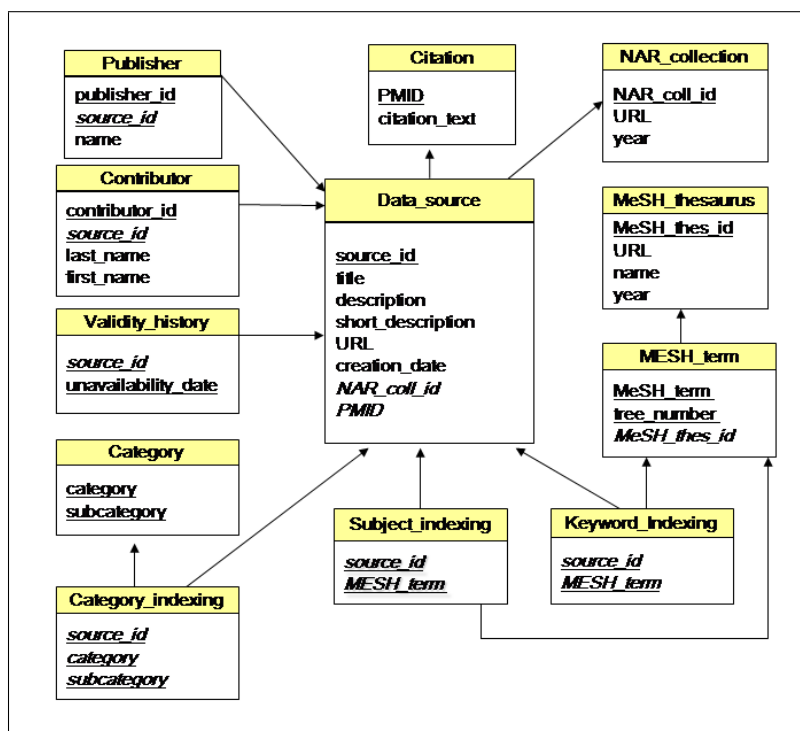 Publisher
publisher_id
source_id
name
Citation
PMID
citation_text
NAR_collection
NAR_coll_id
URL
year
Contributor
contributor_id
source_id
last_name
first_name
Data_source
source_id
title
description
short_description
URL
creation_date
NAR_coll_id
PMID
MeSH_thesaurus
MeSH_thes_id
URL
name
year
Validity_history
source_id
unavailability_date
MESH_term
MeSH_term
tree_number
MeSH_thes_id
Category
category
subcategory
Subject_indexing
source_id
MESH_term
Keyword_Indexing
source_id
MESH_term
Category_indexing
source_id
category
subcategory